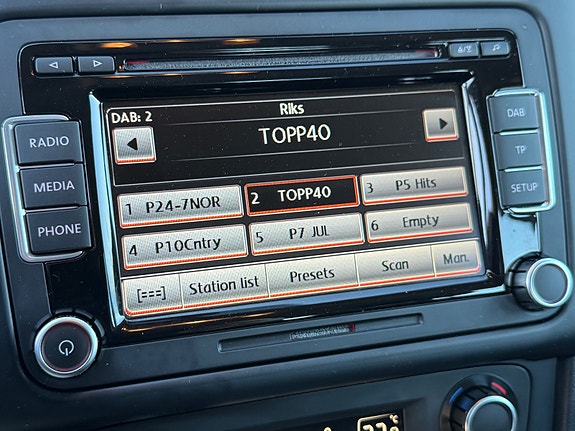 DAB: 2
Riks
TOPP40
RADIO
MEDIA
PHONE
1 P24-7NOR
2 TOPP40
3 P5 Hits
4 P10Cntry
5 P7 JUL
6 Empty
[===]
Station list
Presets
Scan
Man.
DAB
TP
SETUP